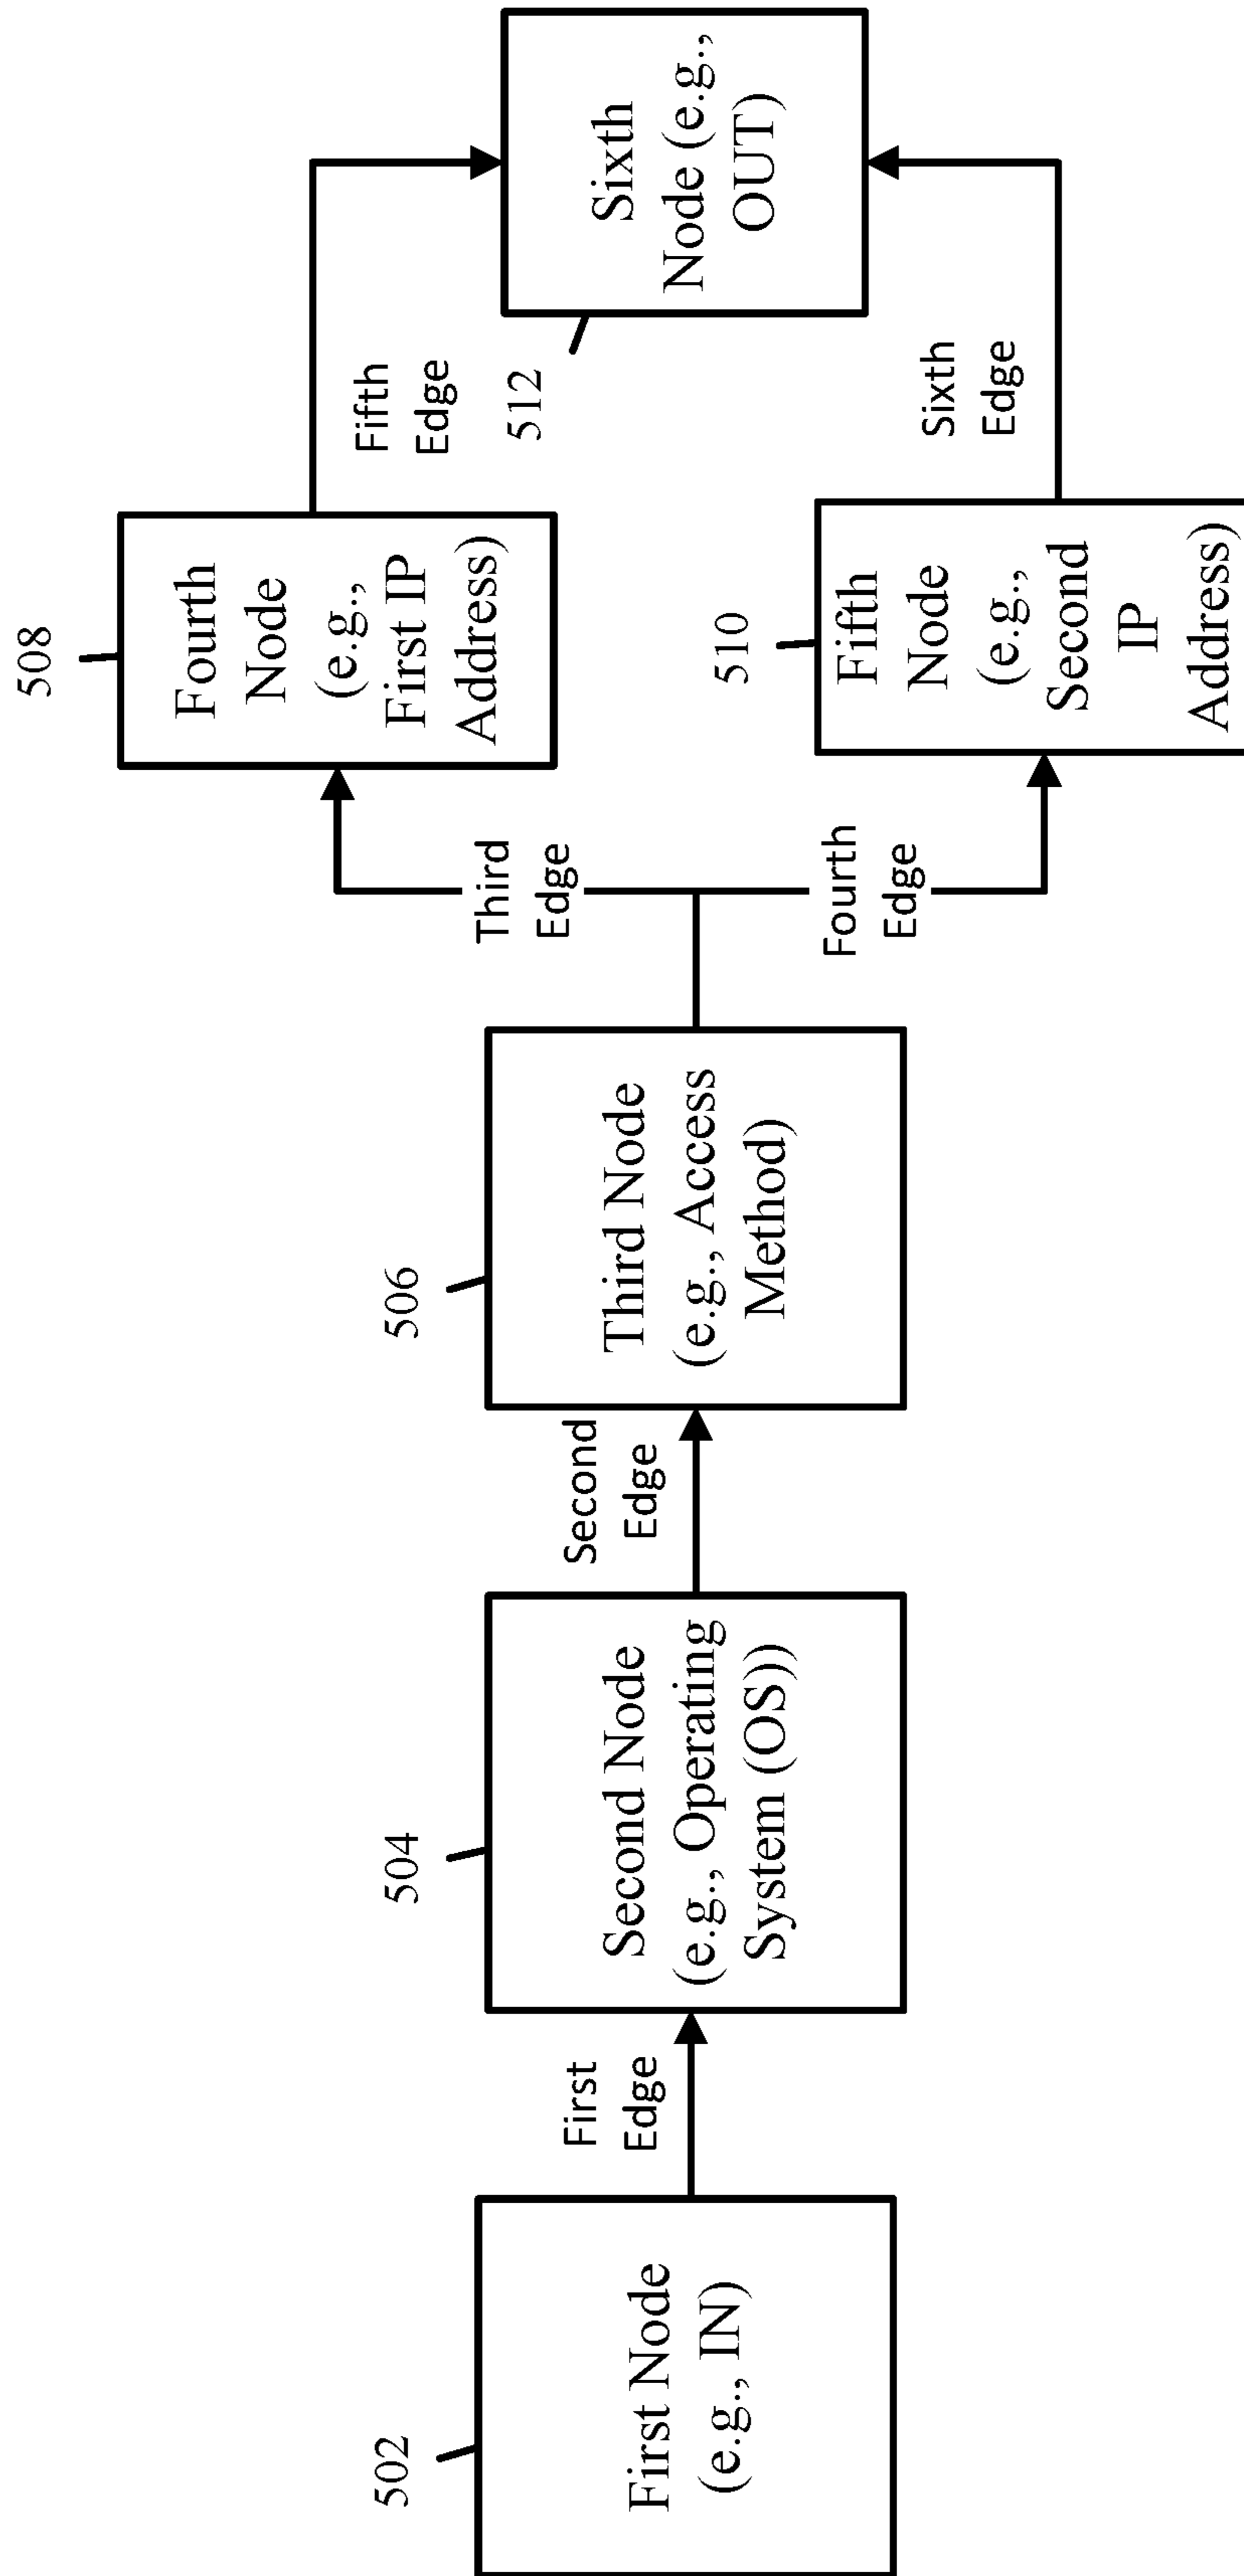 502
First Node
(e.g., IN)
First
Edge
504
Second Node
(e.g., Operating
System (OS))
Second
Edge
506
Third Node
(e.g., Access
Method)
Third
Edge
Fourth
Edge
508
Fourth
Node
(e.g.,
First IP
Address)
510
Fifth
Node
(e.g.,
Second
IP
Address)
Fifth
Edge
Sixth
Edge
512
Sixth
Node (e.g.,
OUT)